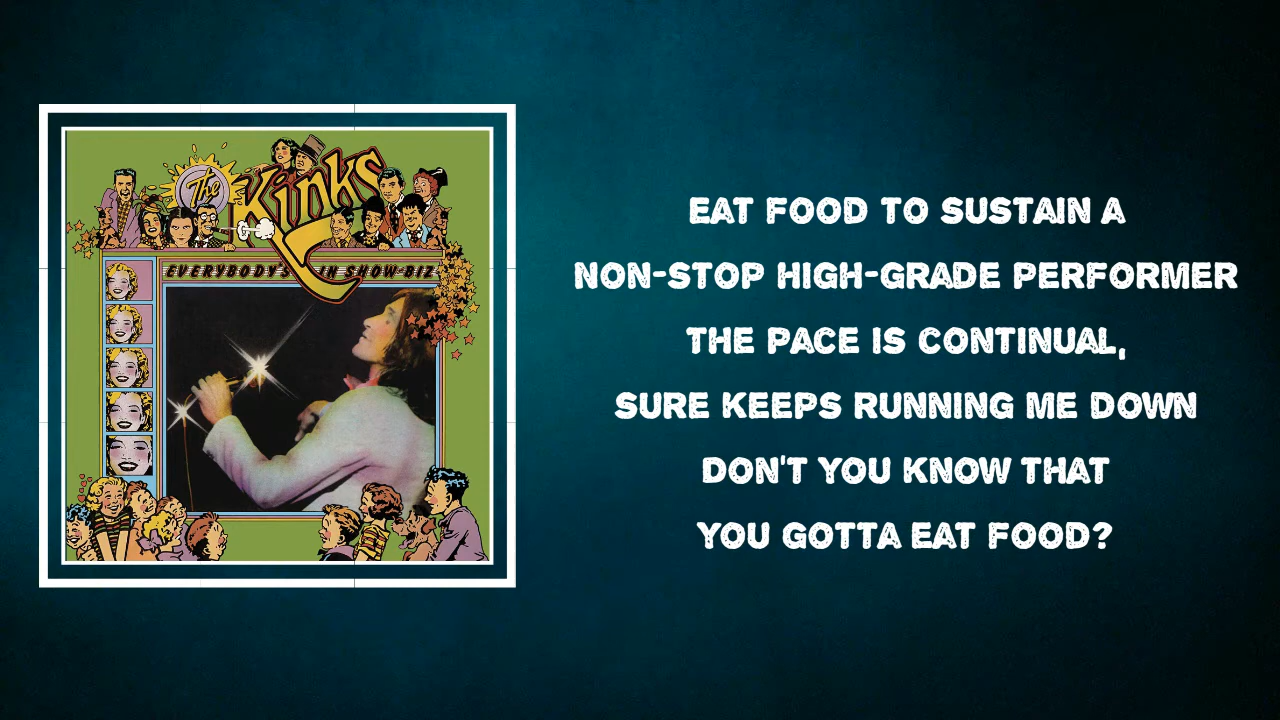 The Kinks
EVERYBODY'S IN SHOW-BIZ
EAT FOOD TO SUSTAIN A
NON-STOP HIGH-GRADE PERFORMER
THE PACE IS CONTINUAL,
SURE KEEPS RUNNING ME DOWN
DON'T YOU KNOW THAT
YOU GOTTA EAT FOOD?